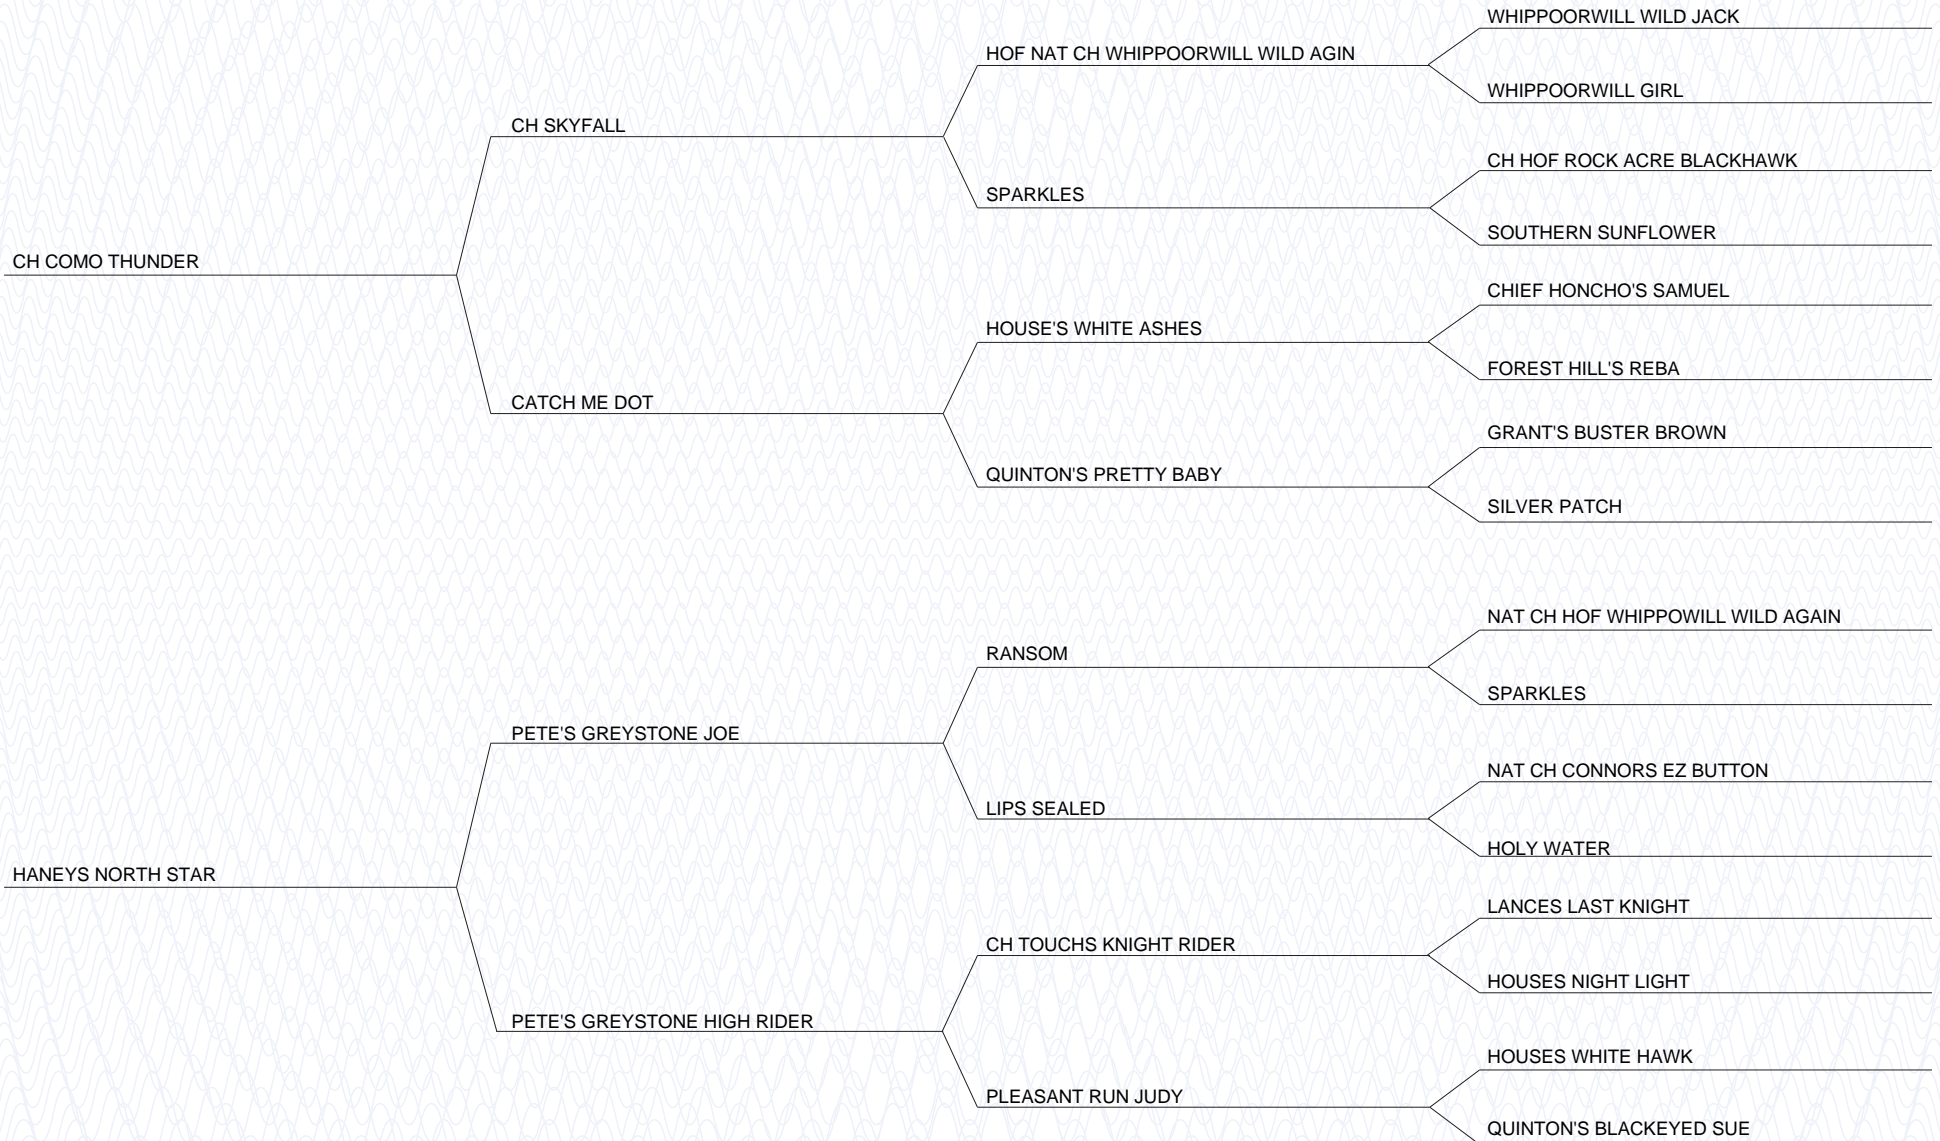 WHIPPOORWILL WILD JACK
HOF NAT CH WHIPPOORWILL WILD AGIN
WHIPPOORWILL GIRL
CH SKYFALL
CH HOF ROCK ACRE BLACKHAWK
SPARKLES
SOUTHERN SUNFLOWER
CH COMO THUNDER
CHIEF HONCHO'S SAMUEL
HOUSE'S WHITE ASHES
FOREST HILL'S REBA
CATCH ME DOT
GRANT'S BUSTER BROWN
QUINTON'S PRETTY BABY
SILVER PATCH
NAT CH HOF WHIPPOWILL WILD AGAIN
RANSOM
SPARKLES
PETE'S GREYSTONE JOE
NAT CH CONNORS EZ BUTTON
LIPS SEALED
HOLY WATER
HANEYS NORTH STAR
LANCES LAST KNIGHT
CH TOUCHS KNIGHT RIDER
HOUSES NIGHT LIGHT
PETE'S GREYSTONE HIGH RIDER
HOUSES WHITE HAWK
PLEASANT RUN JUDY
QUINTON'S BLACKEYED SUE